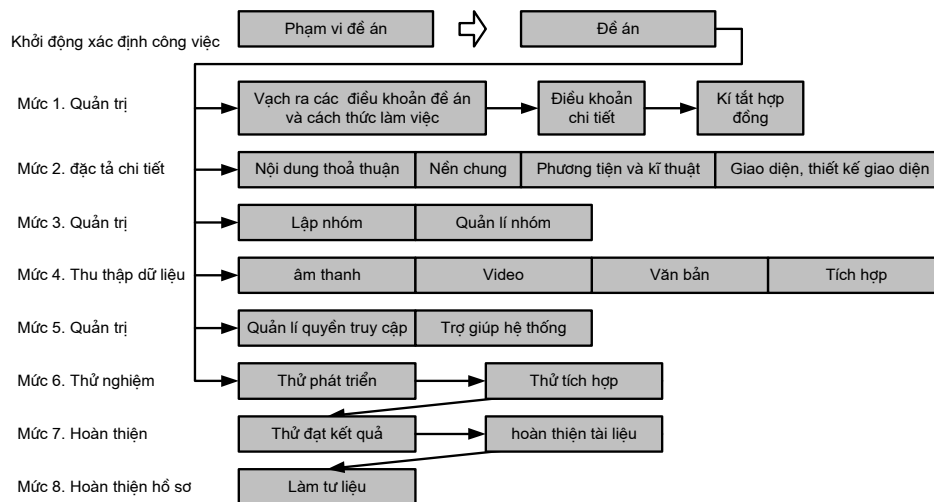 Khởi động xác định công việc
Phạm vi đề án
Đề án
Mức 1. Quản trị
Vạch ra các điều khoản đề án
và cách thức làm việc
Điều khoản
chi tiết
Kí tắt hợp
đồng
Mức 2. đặc tả chi tiết
Nội dung thoả thuận
Nền chung
Phương tiện và kĩ thuật
Giao diện, thiết kế giao diện
Mức 3. Quản trị
Lập nhóm
Quản lí nhóm
Mức 4. Thu thập dữ liệu
âm thanh
Video
Văn bản
Tích hợp
Mức 5. Quản trị
Quản lí quyền truy cập
Trợ giúp hệ thống
Mức 6. Thử nghiệm
Thử phát triển
Thử tích hợp
Mức 7. Hoàn thiện
Thử đạt kết quả
hoàn thiện tài liệu
Mức 8. Hoàn thiện hồ sơ
Làm tư liệu